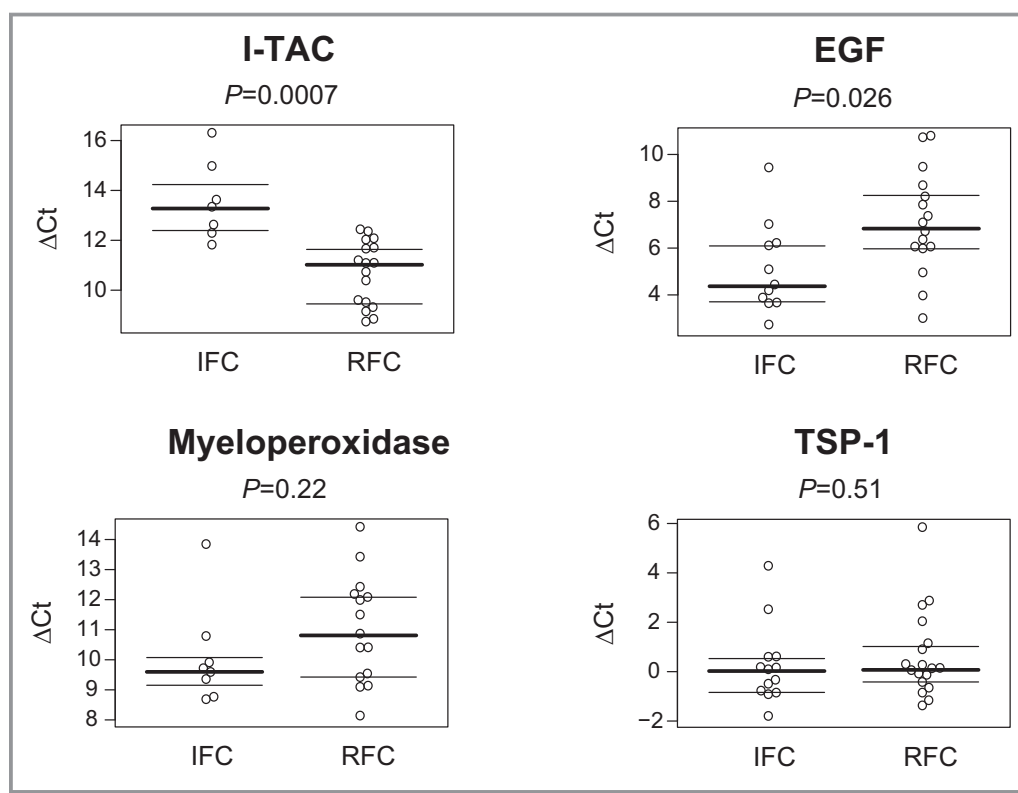 I-TAC
P=0.0007
ΔCt
16
14
12
10
IFC RFC
EGF
P=0.026
ΔCt
10
8
6
4
IFC RFC
Myeloperoxidase
P=0.22
ΔCt
14
13
12
11
10
9
8
IFC RFC
TSP-1
P=0.51
ΔCt
6
4
2
0
−2
IFC RFC